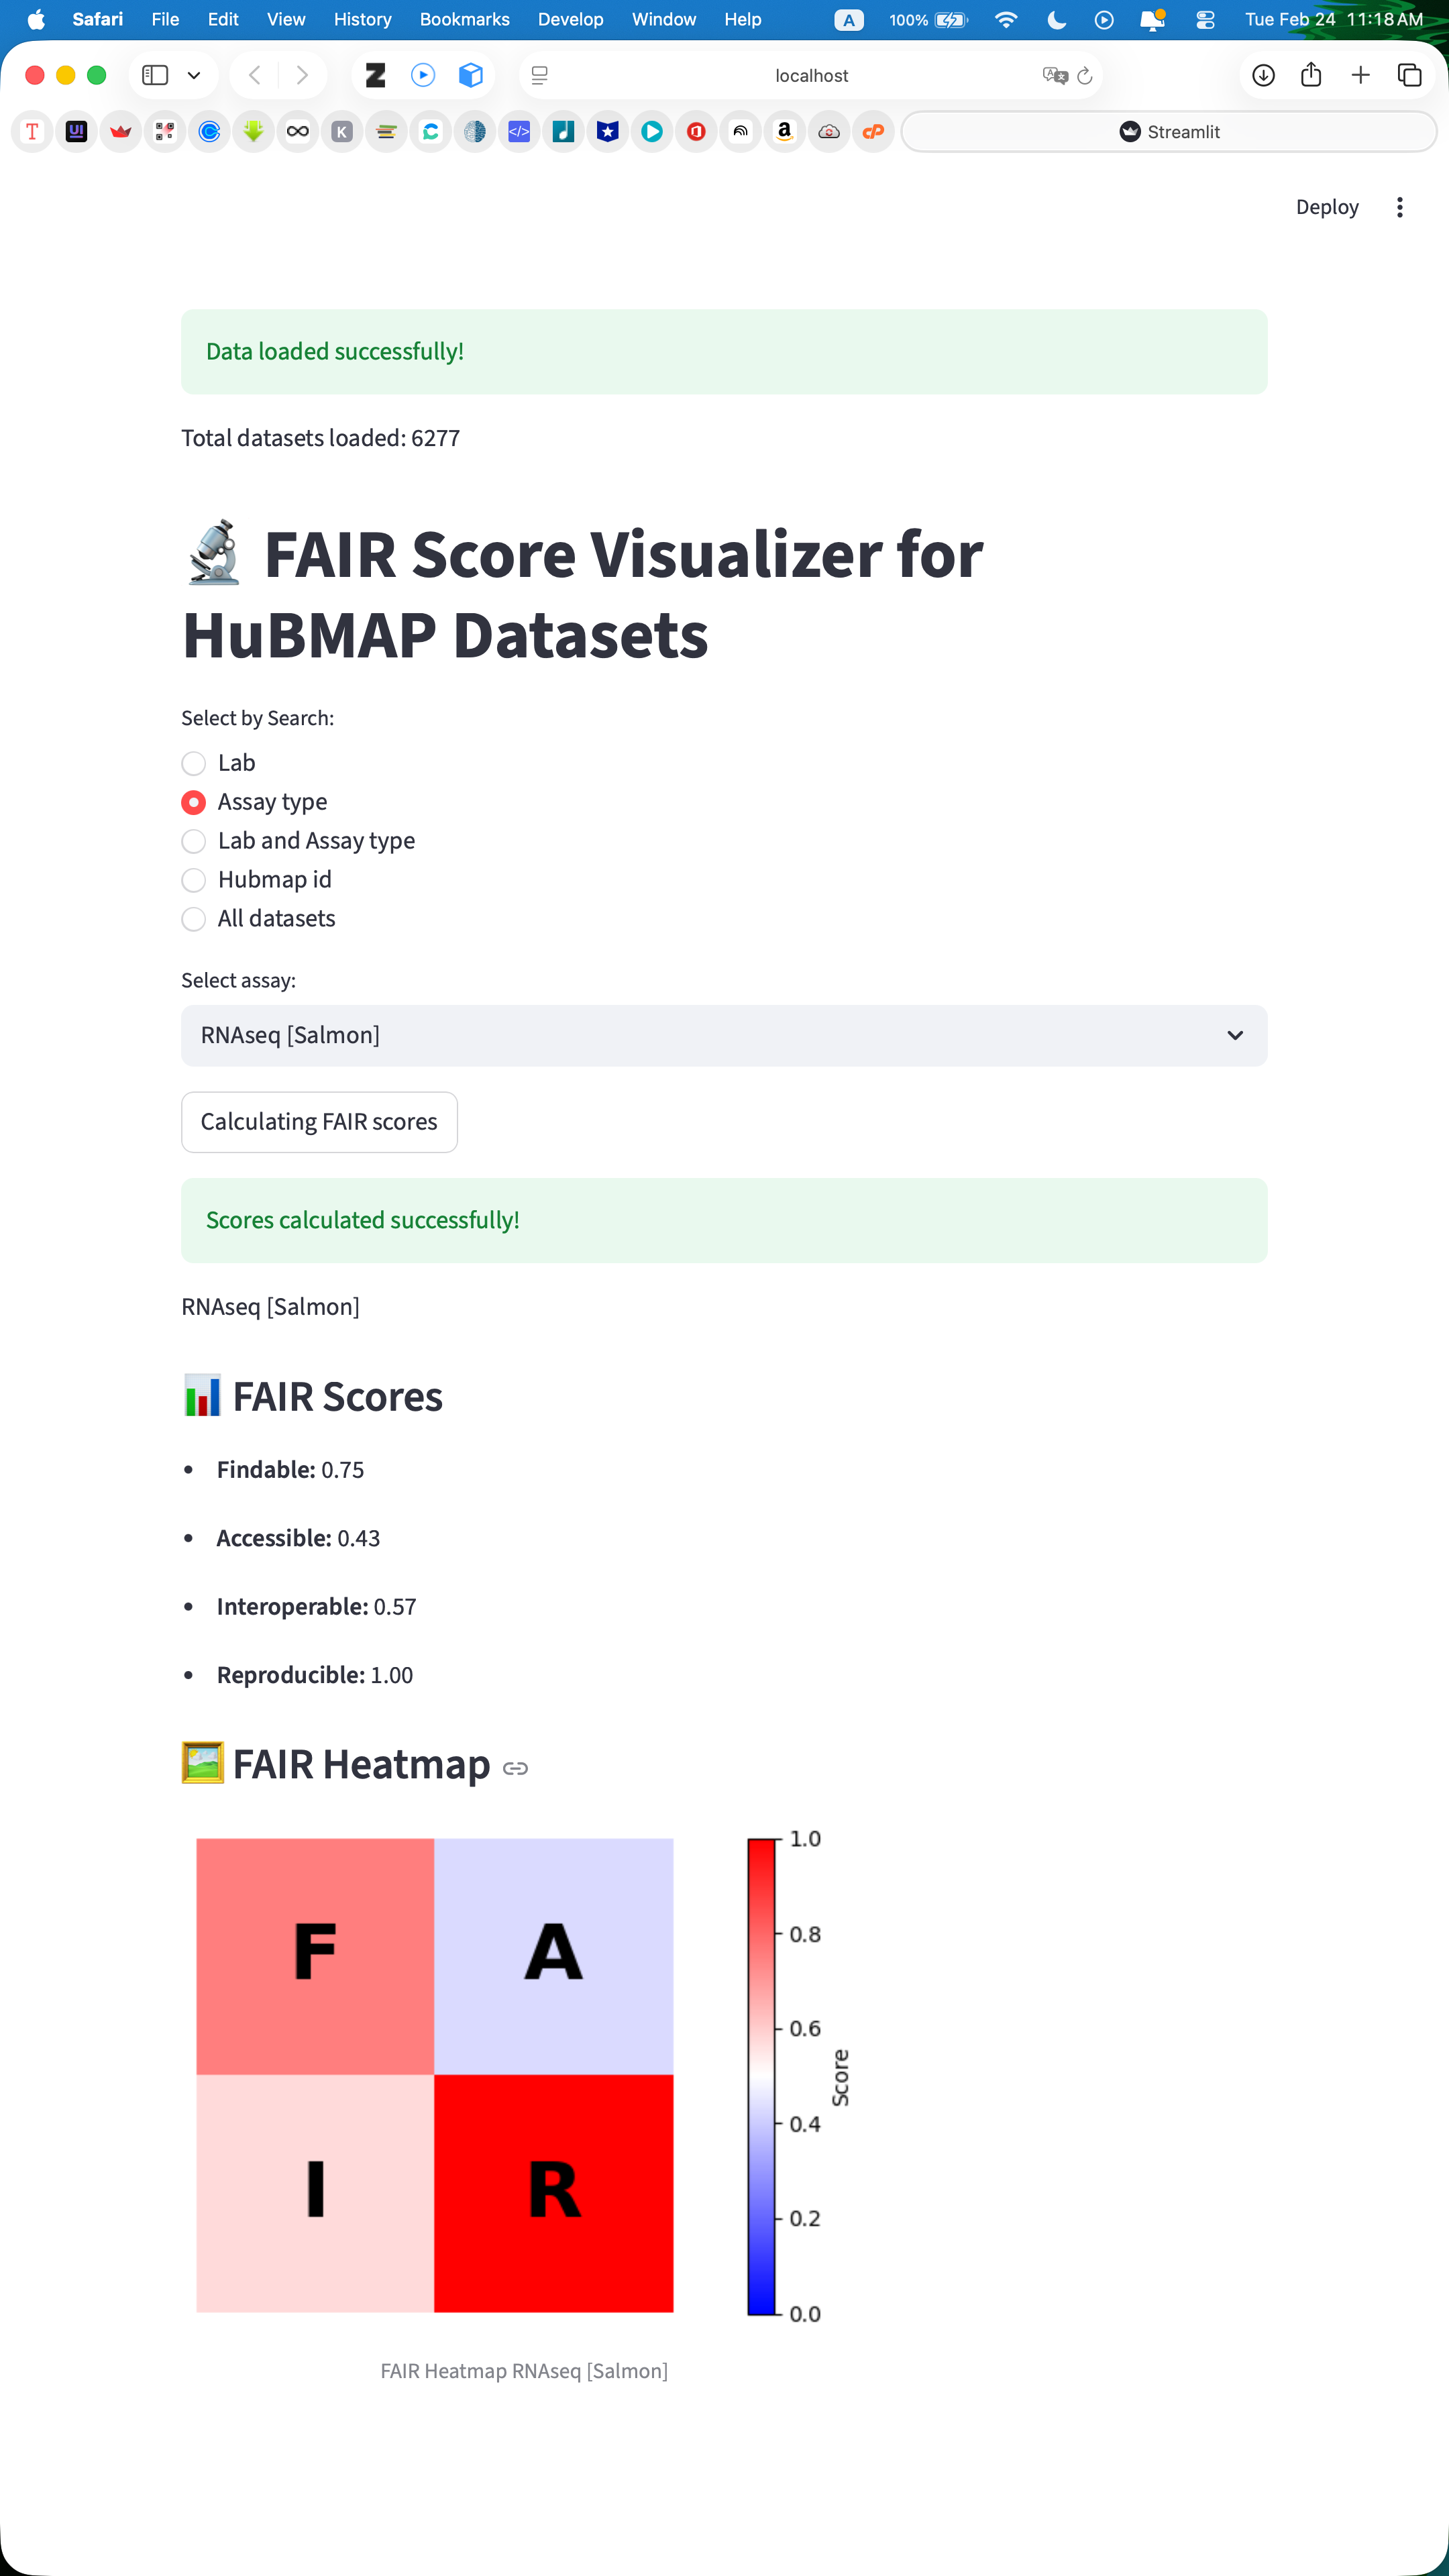 Safari File Edit View History Bookmarks Develop Window Help A 100% Tue Feb 24 11:18 AM
Z localhost
T UI K </> a cP Streamlit
Deploy
Data loaded successfully!
Total datasets loaded: 6277
FAIR Score Visualizer for
HuBMAP Datasets
Select by Search:
Lab
Assay type
Lab and Assay type
Hubmap id
All datasets
Select assay:
RNAseq [Salmon]
Calculating FAIR scores
Scores calculated successfully!
RNAseq [Salmon]
FAIR Scores
• Findable: 0.75
• Accessible: 0.43
• Interoperable: 0.57
• Reproducible: 1.00
FAIR Heatmap
F A
I R
1.0
0.8
0.6
0.4
0.2
0.0
Score
FAIR Heatmap RNAseq [Salmon]